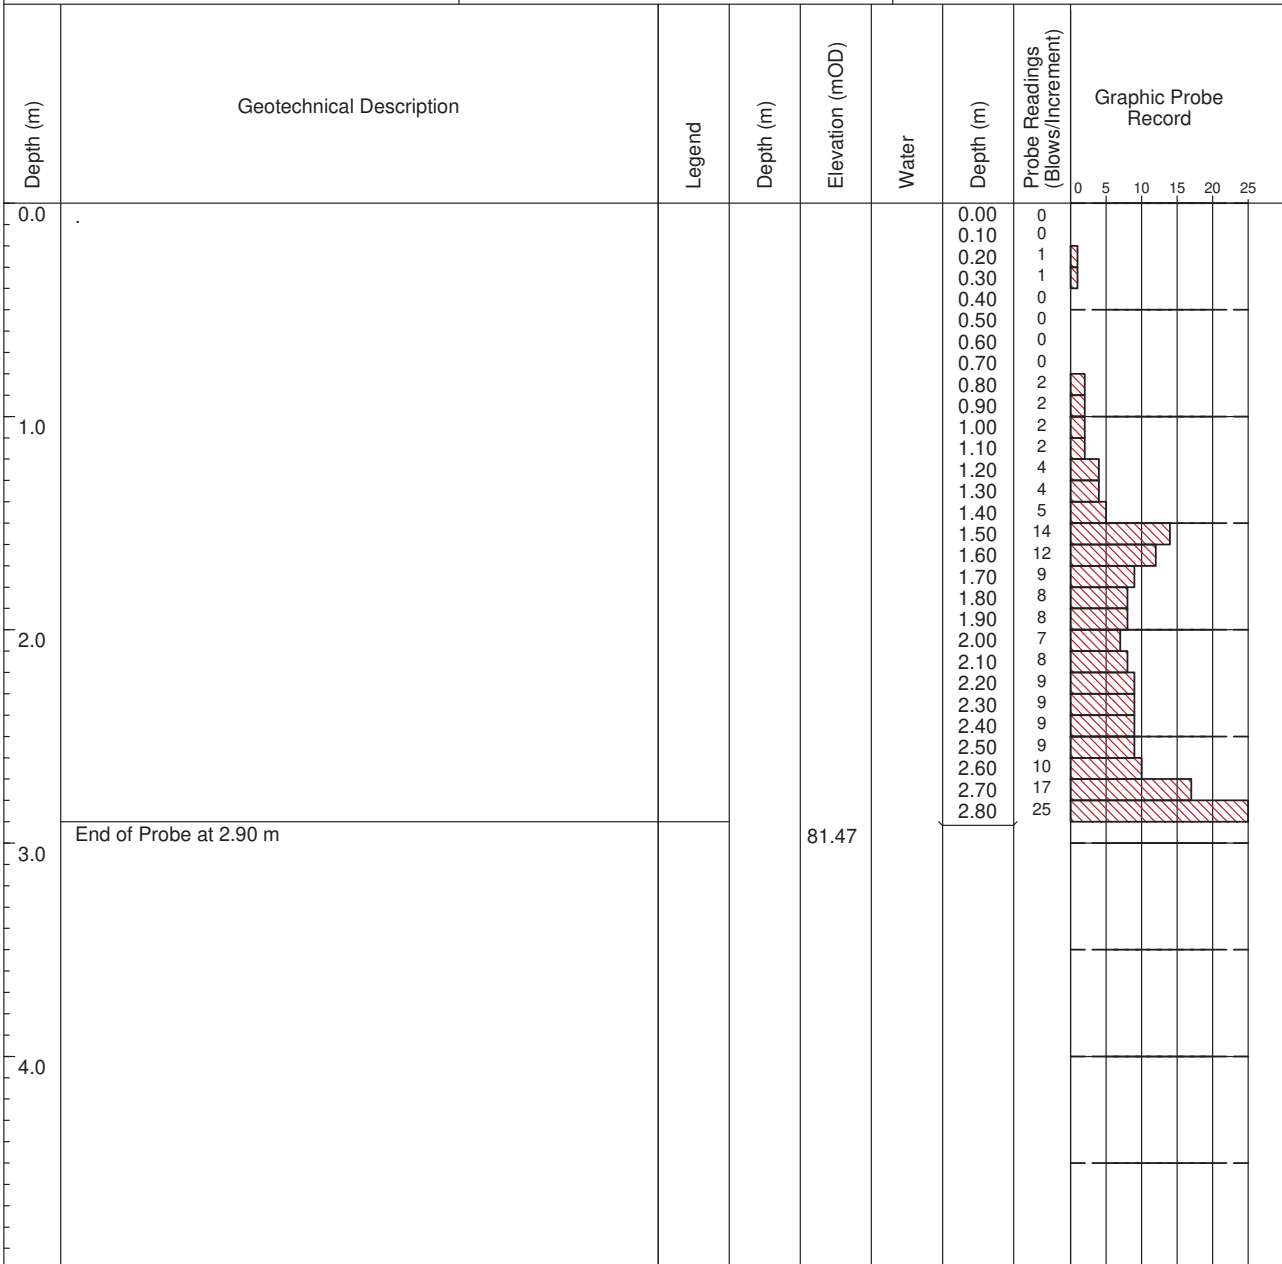 Depth (m)
Geotechnical Description
Legend
Depth (m)
Elevation (mOD)
Water
Depth (m)
Probe Readings
(Blows/Increment)
Graphic Probe
Record
0 5 10 15 20 25
0.0 . 0.00 0
0.10 0
0.20 1
0.30 1
0.40 0
0.50 0
0.60 0
0.70 0
0.80 2
0.90 2
1.0 1.00 2
1.10 2
1.20 4
1.30 4
1.40 5
1.50 14
1.60 12
1.70 9
1.80 8
1.90 8
2.0 2.00 7
2.10 8
2.20 9
2.30 9
2.40 9
2.50 9
2.60 10
2.70 17
2.80 25
End of Probe at 2.90 m 81.47
3.0
4.0